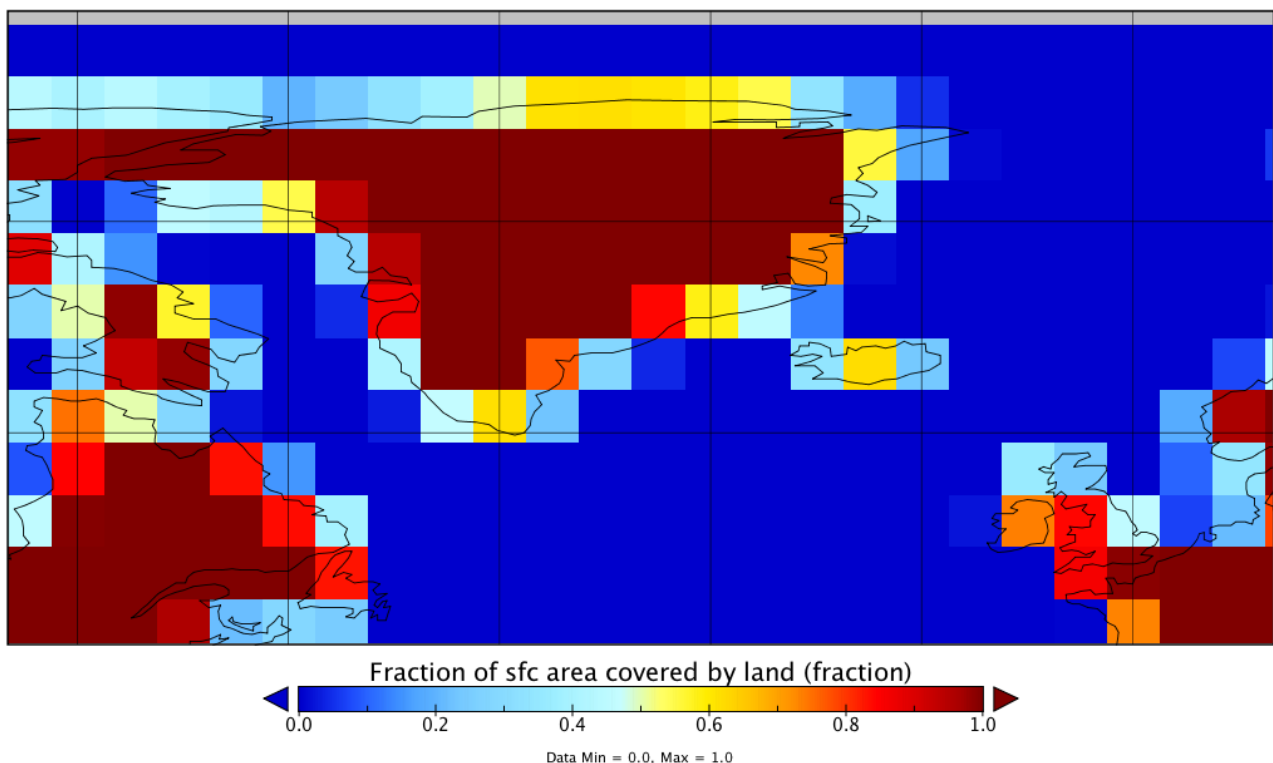 Fraction of sfc area covered by land (fraction)
0.0 0.2 0.4 0.6 0.8 1.0
Data Min = 0.0. Max = 1.0